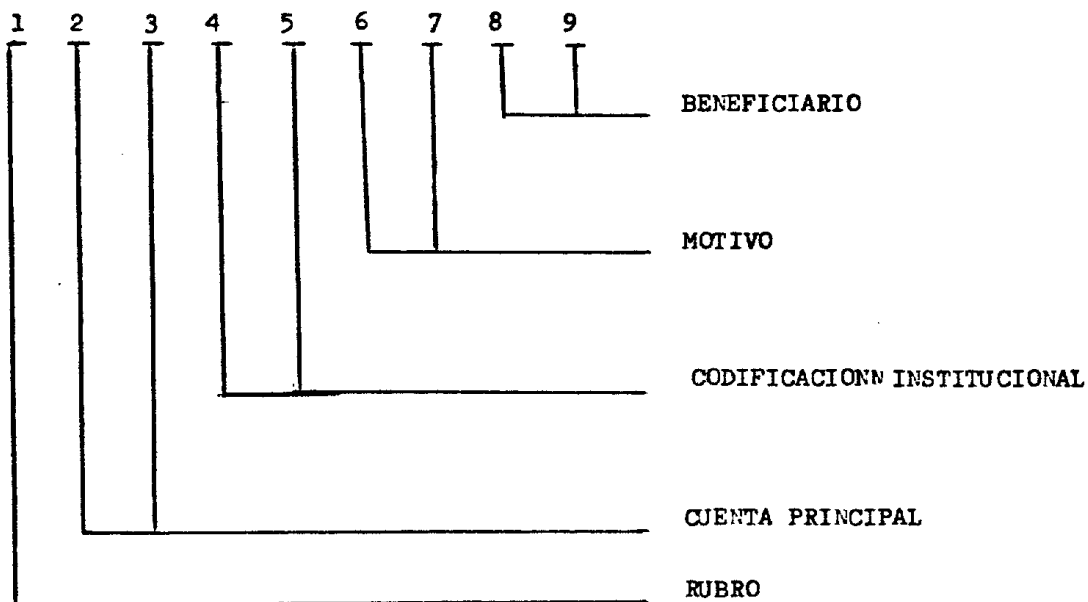 1 2 3 4 5 6 7 8 9
BENEFICIARIO
MOTIVO
CODIFICACIONN INSTITUCIONAL
CUENTA PRINCIPAL
RUBRO